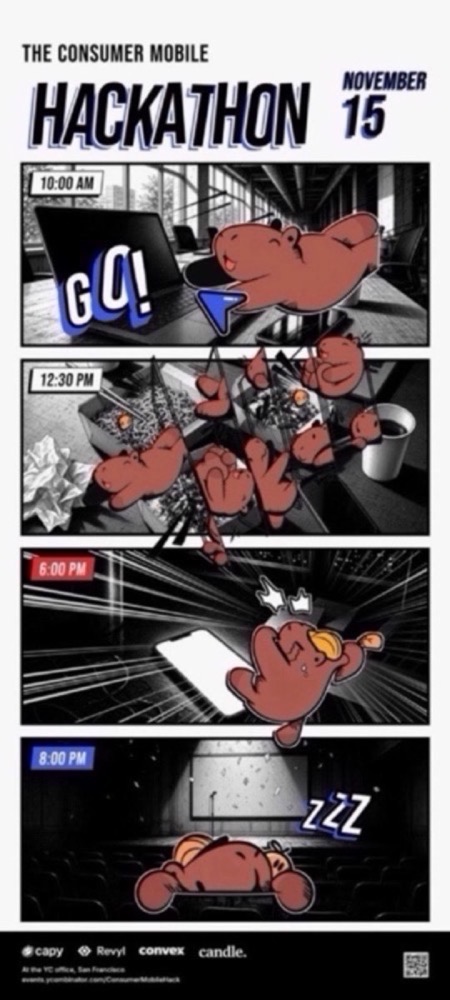 THE CONSUMER MOBILE
HACKATHON
NOVEMBER
15
10:00 AM
GO!
12:30 PM
6:00 PM
8:00 PM
ZZZ
capy Revyl convex candle.
At the YC office, San Francisco
events.ycombinator.com/ConsumerMobileHack